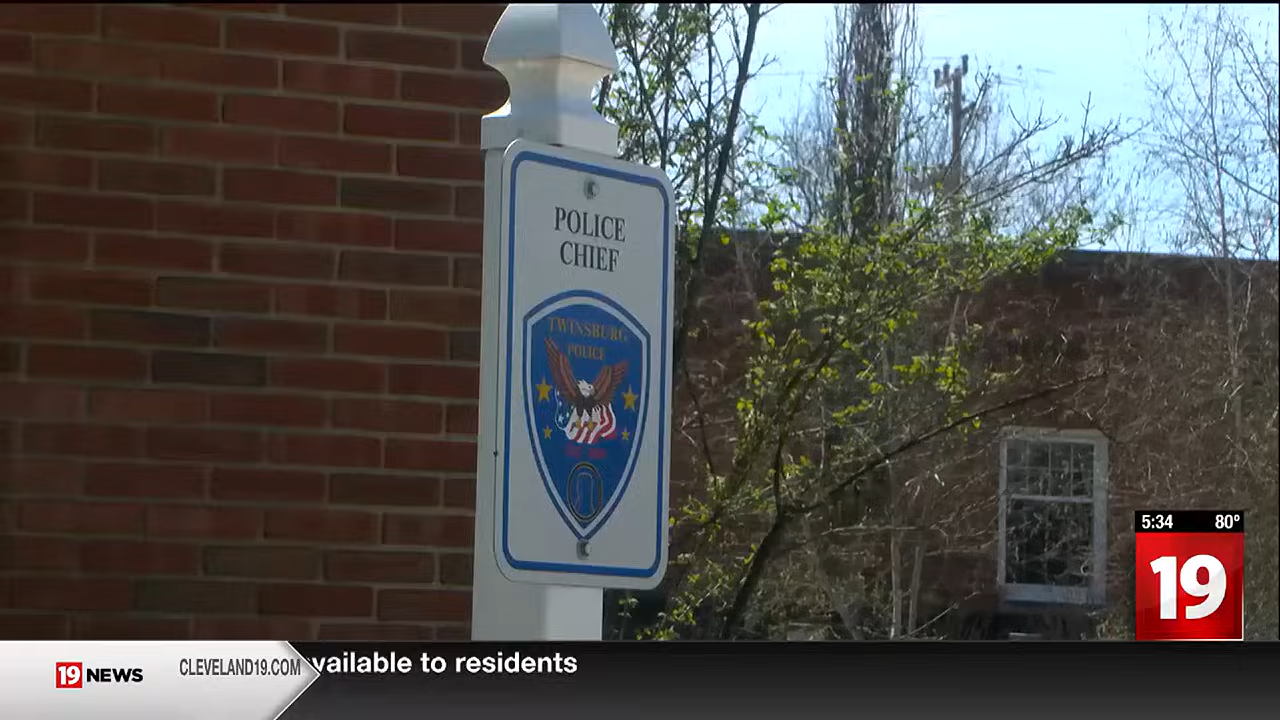 POLICE
CHIEF
TWINSBURG
POLICE
5:34 80°
19
19 NEWS
CLEVELAND19.COM
vailable to residents